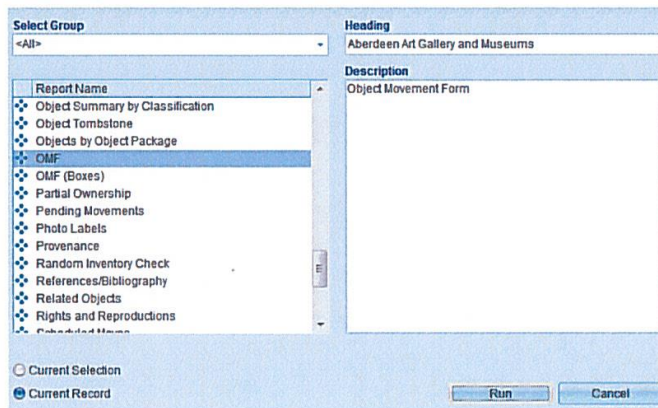 Select Group
<All>
Report Name
Object Summary by Classification
Object Tombstone
Objects by Object Package
OMF
OMF (Boxes)
Partial Ownership
Pending Movements
Photo Labels
Provenance
Random Inventory Check
References/Bibliography
Related Objects
Rights and Reproductions
Scheduled Moves
Heading
Aberdeen Art Gallery and Museums
Description
Object Movement Form
Current Selection
Current Record
Run
Cancel